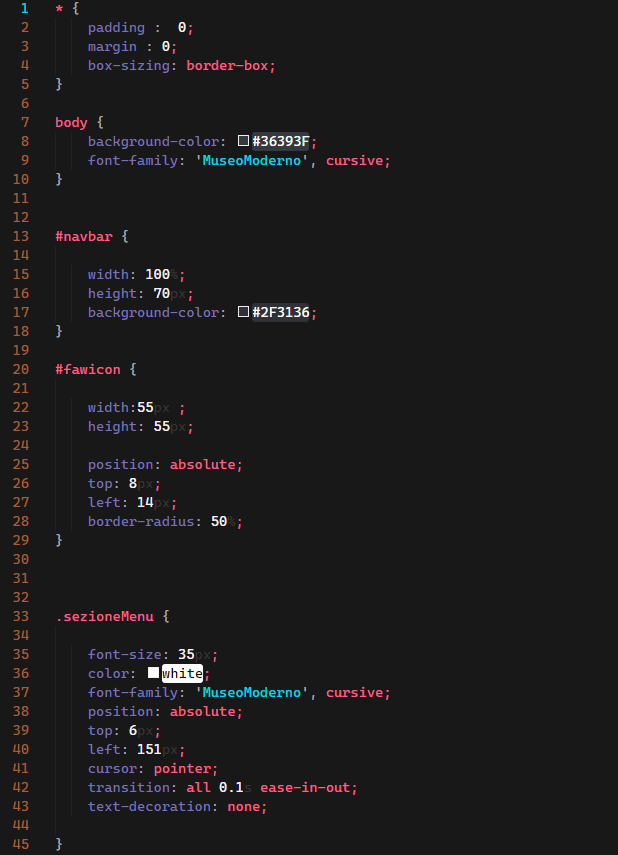 1 * {
2     padding :  0;
3     margin : 0;
4     box-sizing: border-box;
5 }
6
7 body {
8     background-color: #36393F;
9     font-family: 'MuseoModerno', cursive;
10 }
11
12
13 #navbar {
14
15     width: 100%;
16     height: 70px;
17     background-color: #2F3136;
18 }
19
20 #fawicon {
21
22     width:55px ;
23     height: 55px;
24
25     position: absolute;
26     top: 8px;
27     left: 14px;
28     border-radius: 50%;
29 }
30
31
32
33 .sezioneMenu {
34
35     font-size: 35px;
36     color: white;
37     font-family: 'MuseoModerno', cursive;
38     position: absolute;
39     top: 6px;
40     left: 151px;
41     cursor: pointer;
42     transition: all 0.1s ease-in-out;
43     text-decoration: none;
44
45 }